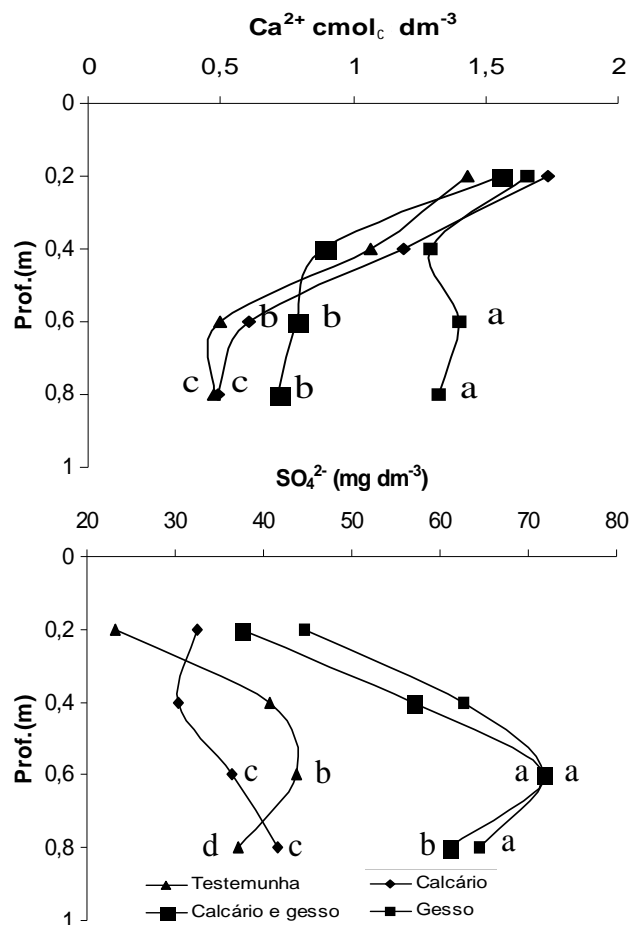 Ca²⁺ cmolc dm⁻³
0 0,5 1 1,5 2
0
0,2
0,4
0,6
0,8
1
Prof.(m)
b b a
c c b a
SO₄²⁻ (mg dm⁻³)
20 30 40 50 60 70 80
0
0,2
0,4
0,6
0,8
1
Prof.(m)
c b a a
d c b a
Testemunha Calcário
Calcário e gesso Gesso